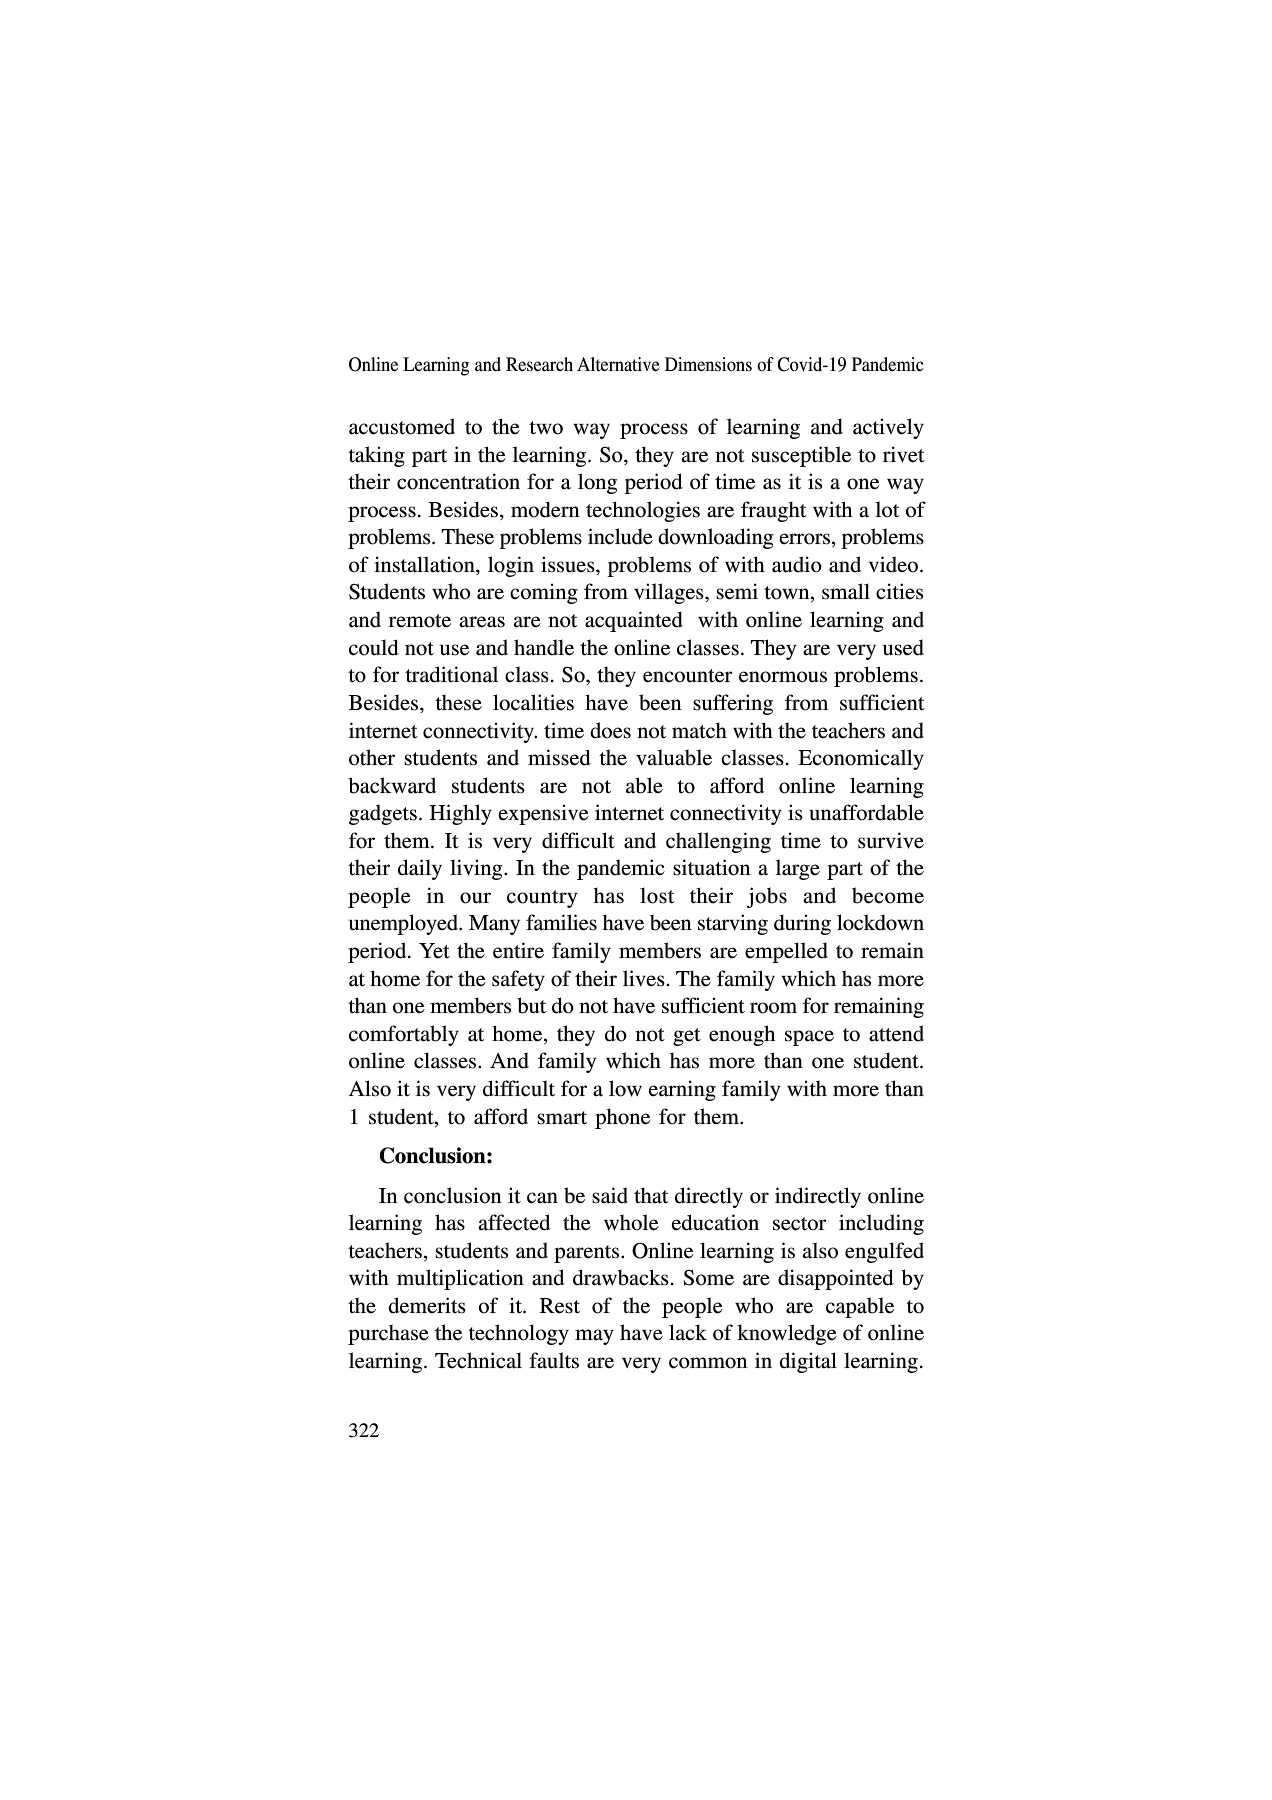 Online Learning and Research Alternative Dimensions of Covid-19 Pandemic
accustomed to the two way process of learning and actively
taking part in the learning. So, they are not susceptible to rivet
their concentration for a long period of time as it is a one way
process. Besides, modern technologies are fraught with a lot of
problems. These problems include downloading errors, problems
of installation, login issues, problems of with audio and video.
Students who are coming from villages, semi town, small cities
and remote areas are not acquainted  with online learning and
could not use and handle the online classes. They are very used
to for traditional class. So, they encounter enormous problems.
Besides, these localities have been suffering from sufficient
internet connectivity. time does not match with the teachers and
other students and missed the valuable classes. Economically
backward students are not able to afford online learning
gadgets. Highly expensive internet connectivity is unaffordable
for them. It is very difficult and challenging time to survive
their daily living. In the pandemic situation a large part of the
people in our country has lost their jobs and become
unemployed. Many families have been starving during lockdown
period. Yet the entire family members are empelled to remain
at home for the safety of their lives. The family which has more
than one members but do not have sufficient room for remaining
comfortably at home, they do not get enough space to attend
online classes. And family which has more than one student.
Also it is very difficult for a low earning family with more than
1 student, to afford smart phone for them.
Conclusion:
In conclusion it can be said that directly or indirectly online
learning has affected the whole education sector including
teachers, students and parents. Online learning is also engulfed
with multiplication and drawbacks. Some are disappointed by
the demerits of it. Rest of the people who are capable to
purchase the technology may have lack of knowledge of online
learning. Technical faults are very common in digital learning.
322